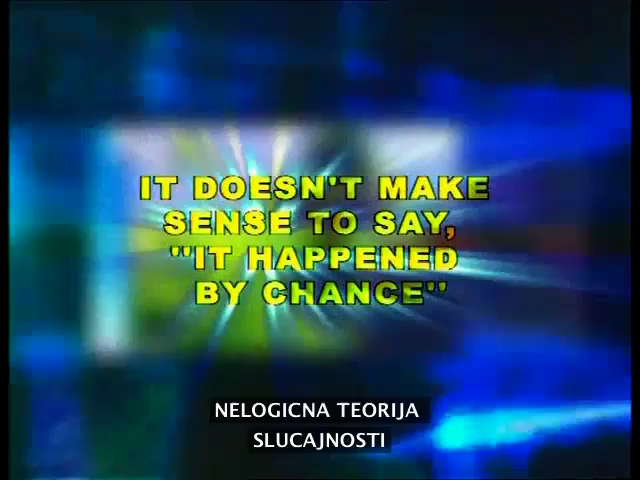 IT DOESN'T MAKE
SENSE TO SAY,
"IT HAPPENED
BY CHANCE"
NELOGICNA TEORIJA
SLUCAJNOSTI